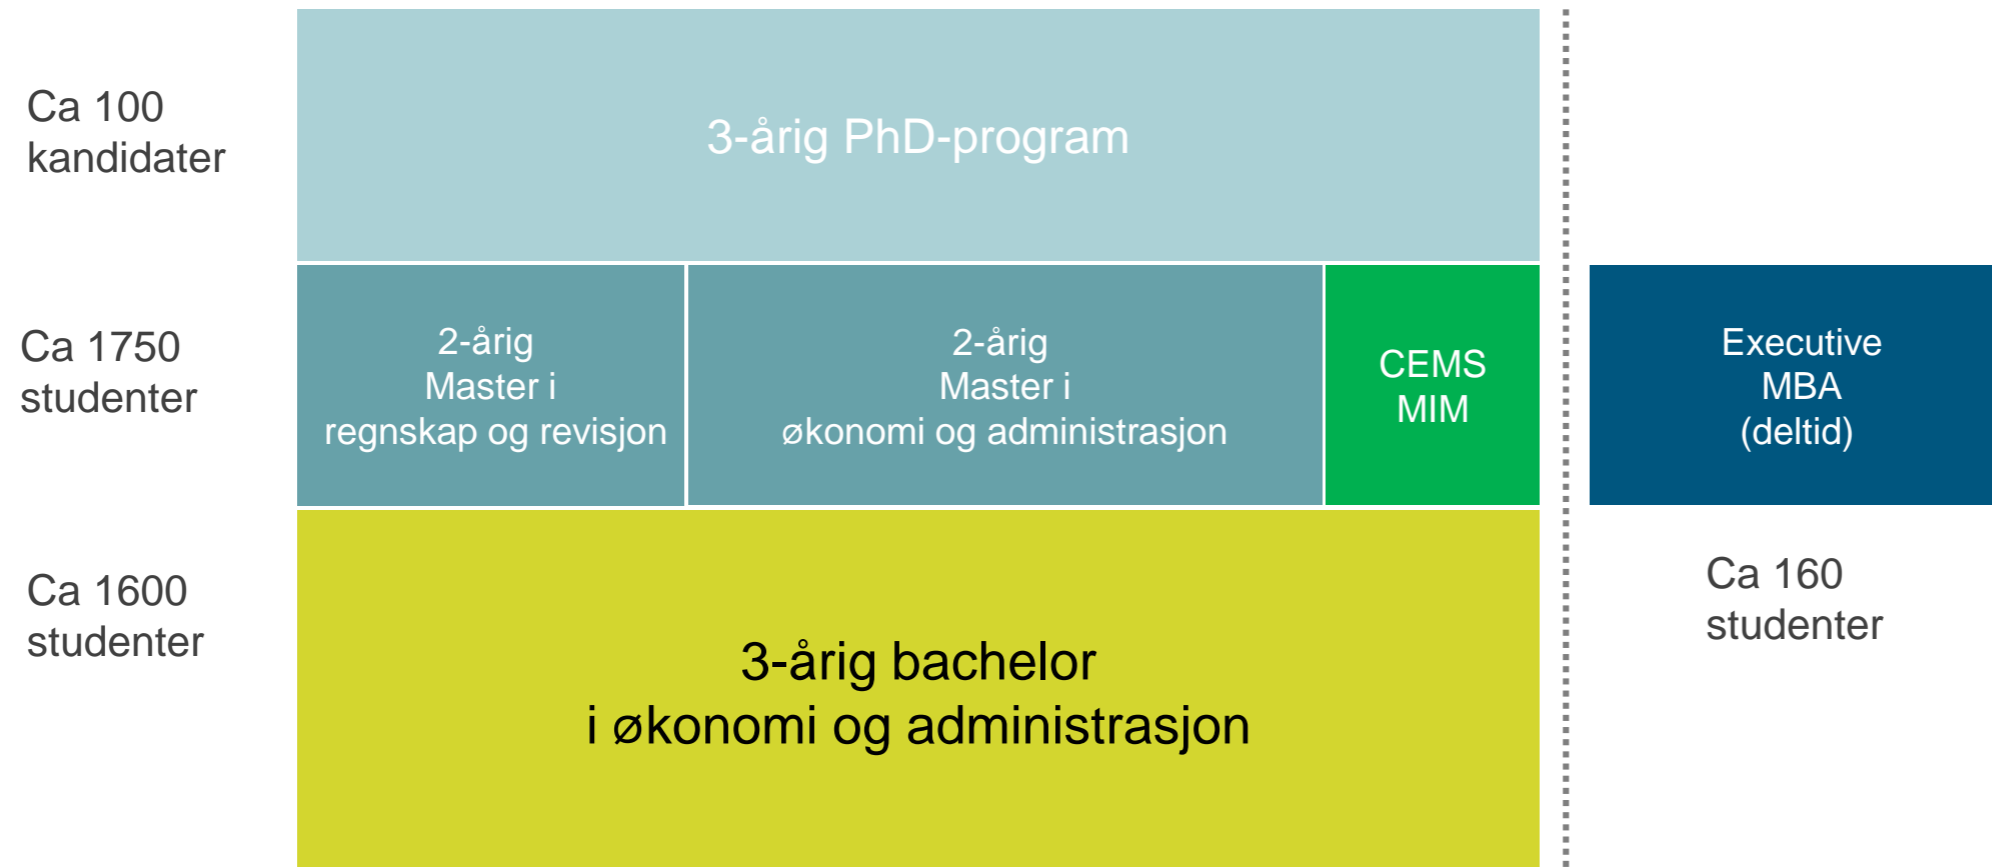 Ca 100
kandidater
3-årig PhD-program
Ca 1750
studenter
2-årig
Master i
regnskap og revisjon
2-årig
Master i
økonomi og administrasjon
CEMS
MIM
Executive
MBA
(deltid)
Ca 1600
studenter
3-årig bachelor
i økonomi og administrasjon
Ca 160
studenter